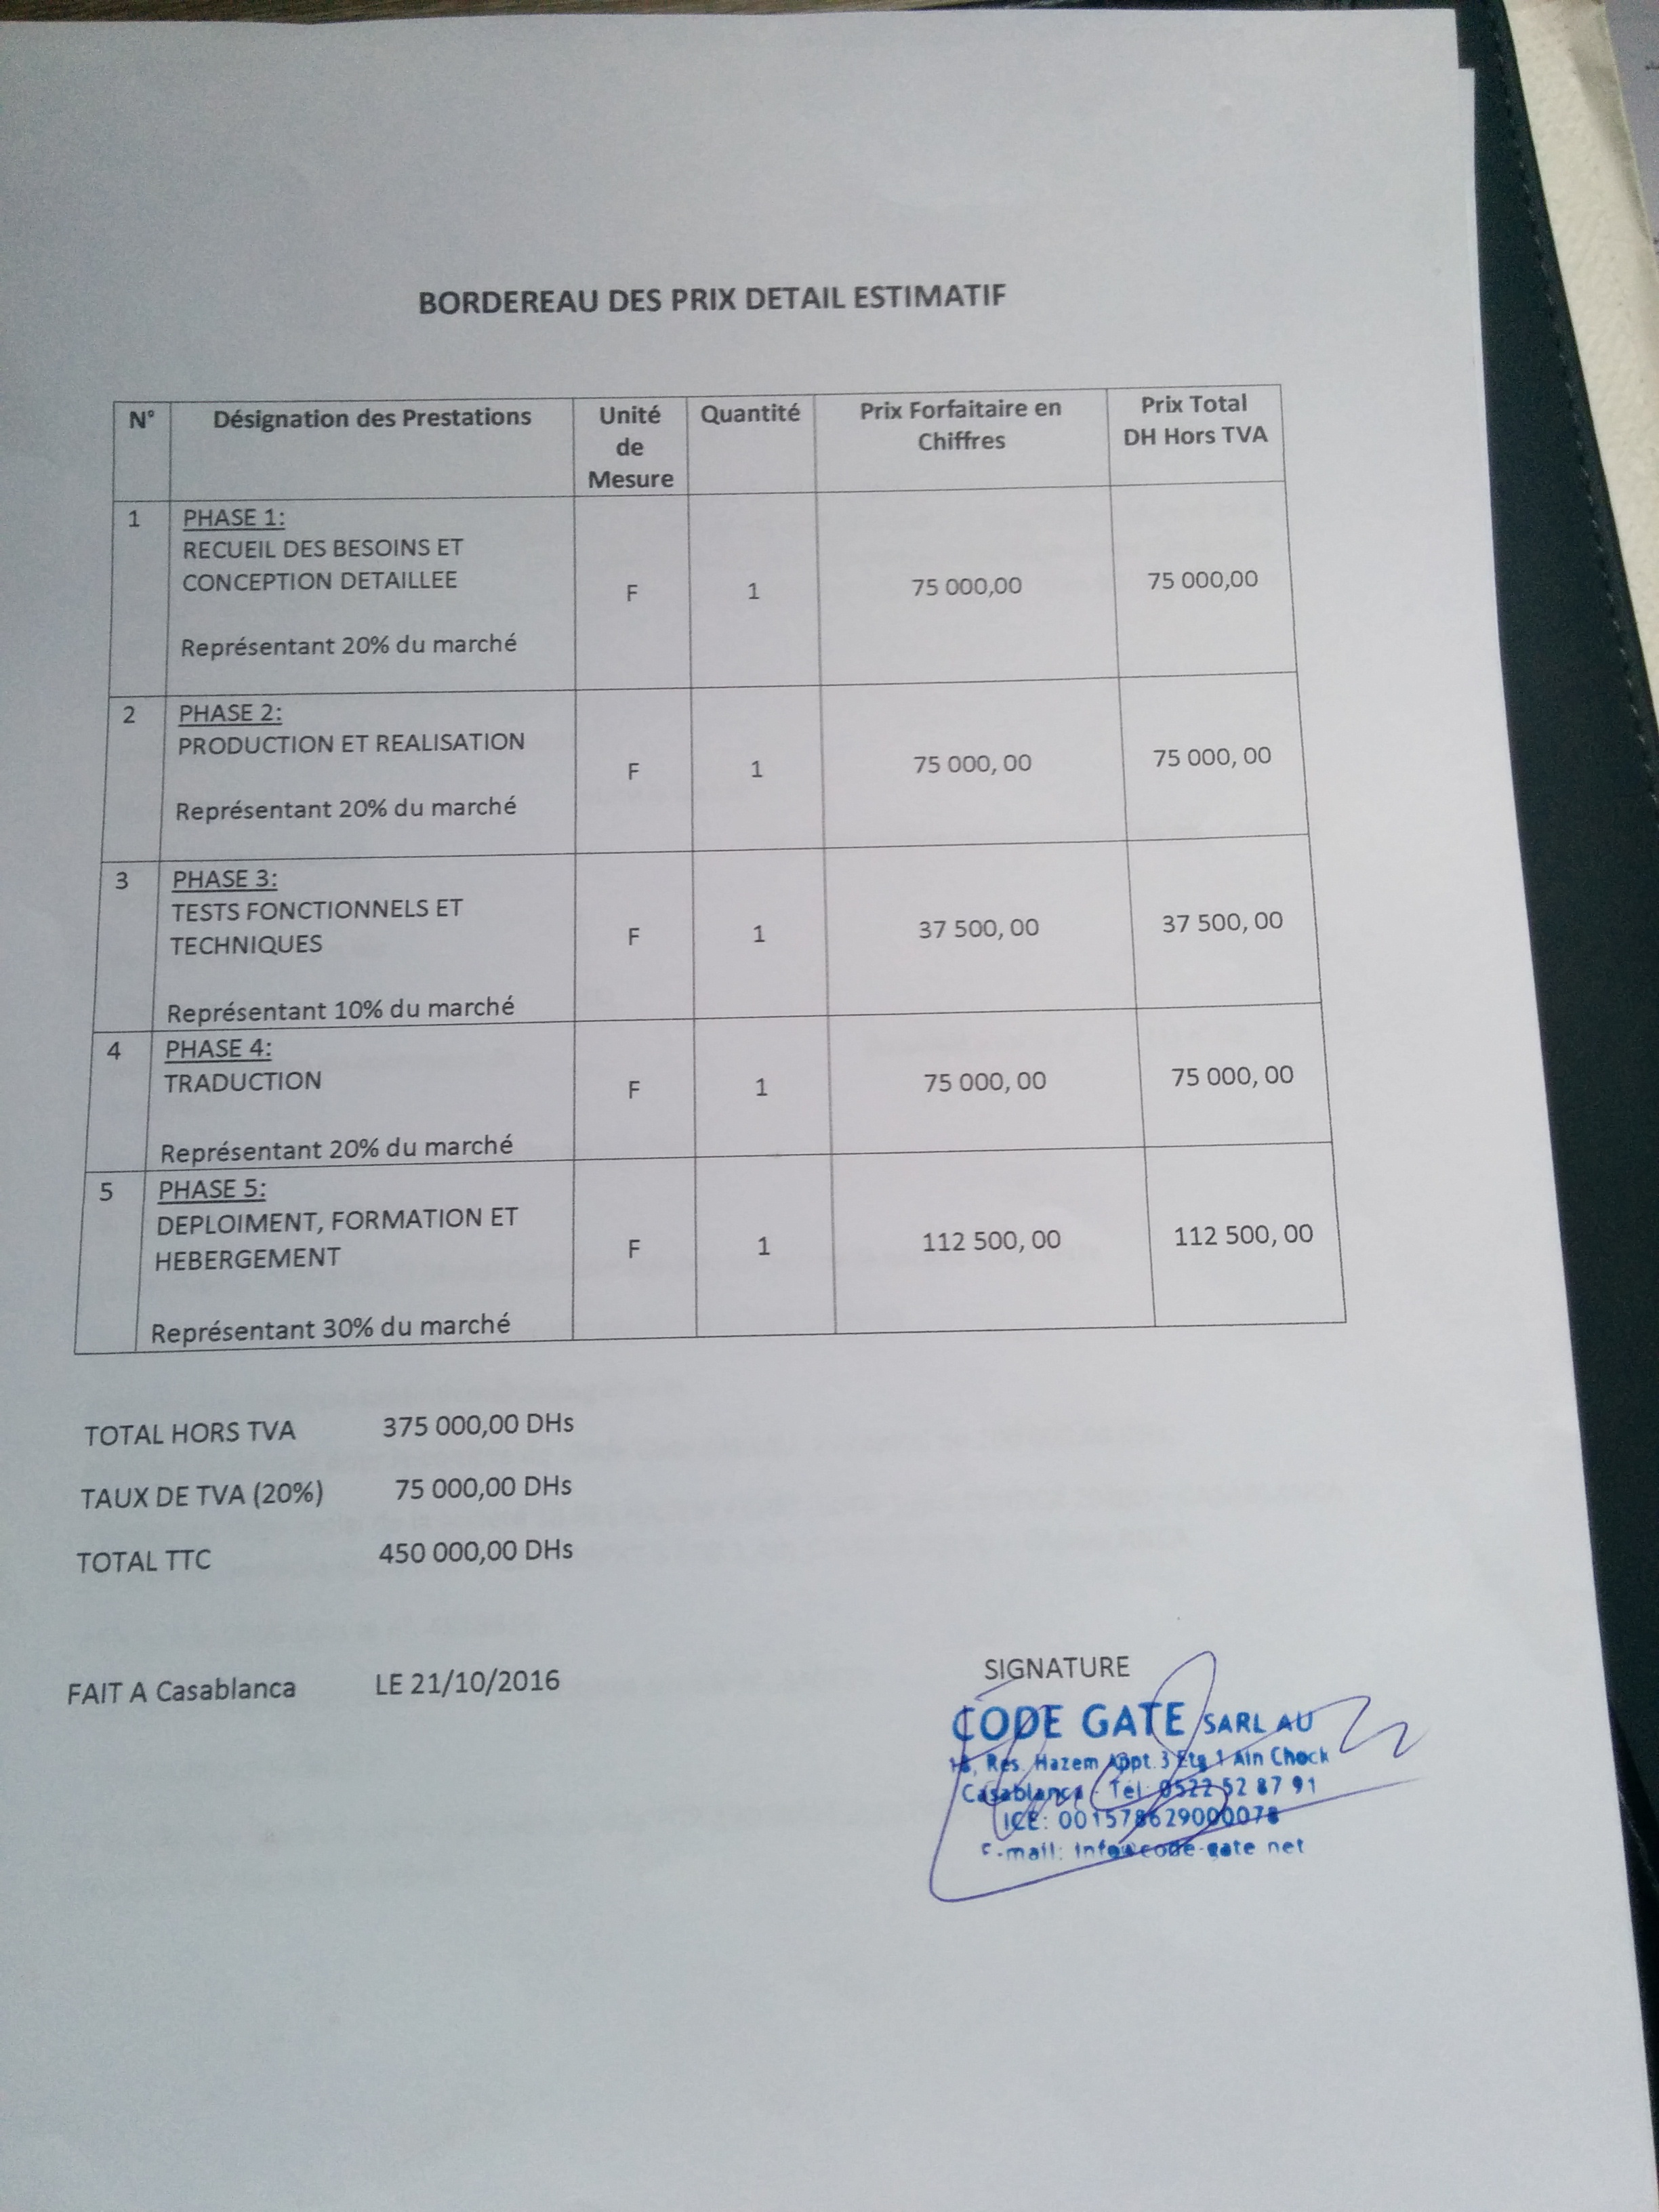 BORDEREAU DES PRIX DETAIL ESTIMATIF
N° Désignation des Prestations Unité de Mesure Quantité Prix Forfaitaire en Chiffres Prix Total DH Hors TVA
1 PHASE 1:
RECUEIL DES BESOINS ET
CONCEPTION DETAILLEE
F 1 75 000,00 75 000,00
Représentant 20% du marché
2 PHASE 2:
PRODUCTION ET REALISATION
F 1 75 000, 00 75 000, 00
Représentant 20% du marché
3 PHASE 3:
TESTS FONCTIONNELS ET
TECHNIQUES
F 1 37 500, 00 37 500, 00
Représentant 10% du marché
4 PHASE 4:
TRADUCTION
F 1 75 000, 00 75 000, 00
Représentant 20% du marché
5 PHASE 5:
DEPLOIMENT, FORMATION ET
HEBERGEMENT
F 1 112 500, 00 112 500, 00
Représentant 30% du marché
TOTAL HORS TVA 375 000,00 DHs
TAUX DE TVA (20%) 75 000,00 DHs
TOTAL TTC 450 000,00 DHs
FAIT A Casablanca LE 21/10/2016
SIGNATURE
CODE GATE SARL AU
18, Res. Hazem Appt. 3 Etg 1 Ain Chock
Casablanca - Tél: 0522 52 87 91
ICE: 001578629000078
E-mail: info@code-gate net